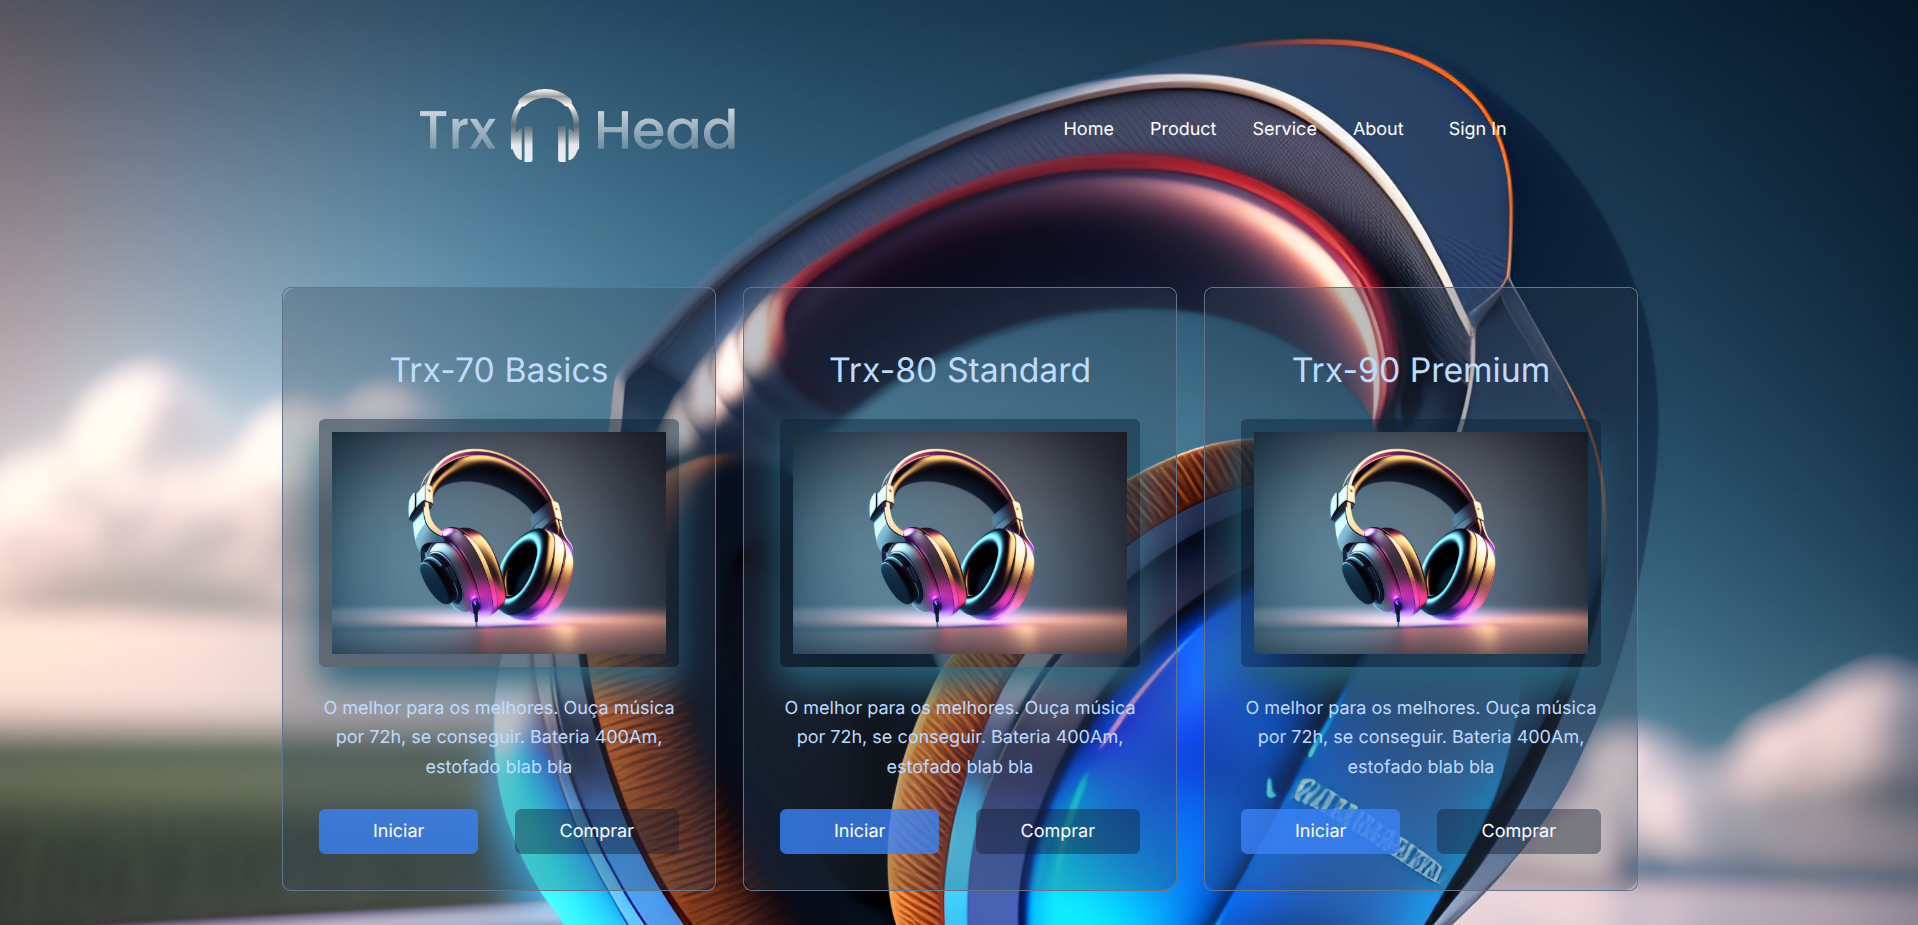 Trx Head
Home Product Service About Sign In
Trx-70 Basics
O melhor para os melhores. Ouça música
por 72h, se conseguir. Bateria 400Am,
estofado blab bla
Iniciar Comprar
Trx-80 Standard
O melhor para os melhores. Ouça música
por 72h, se conseguir. Bateria 400Am,
estofado blab bla
Iniciar Comprar
Trx-90 Premium
O melhor para os melhores. Ouça música
por 72h, se conseguir. Bateria 400Am,
estofado blab bla
Iniciar Comprar